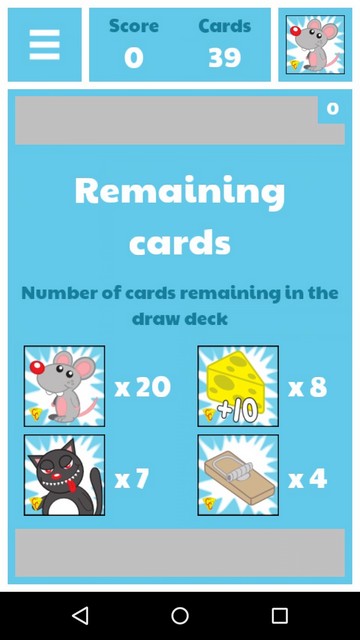 Score Cards
0 39
0
Remaining
cards
Number of cards remaining in the
draw deck
x 20
+10
x 8
x 7
x 4